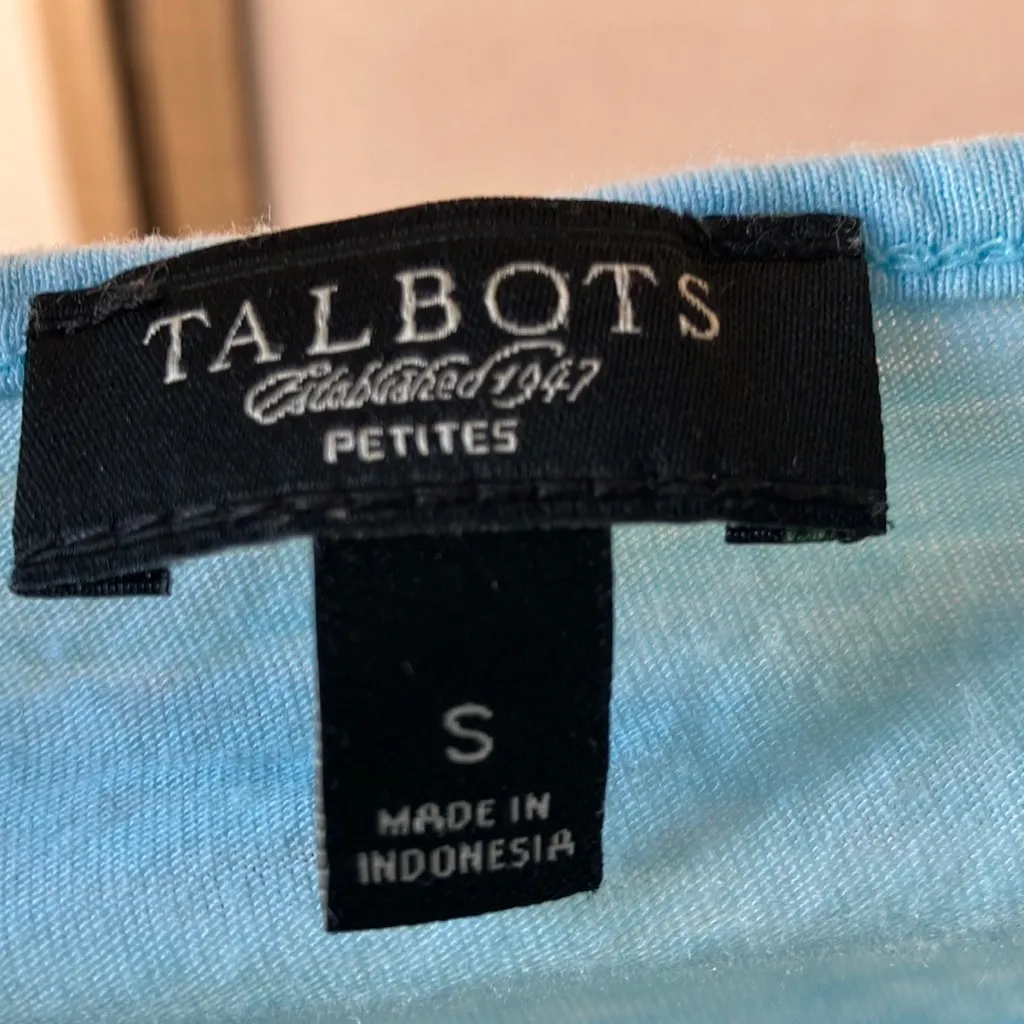 TALBOTS
Established 1947
PETITES
S
MADE IN
INDONESIA